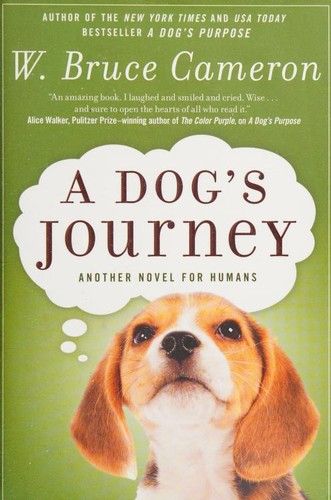 AUTHOR OF THE NEW YORK TIMES AND USA TODAY
BESTSELLER A DOG'S PURPOSE
W. Bruce Cameron
"An amazing book. I laughed and smiled and cried. Wise . . .
and sure to open the hearts of all who read it."
Alice Walker, Pulitzer Prize–winning author of The Color Purple, on A Dog's Purpose
A DOG'S
JOURNEY
ANOTHER NOVEL FOR HUMANS